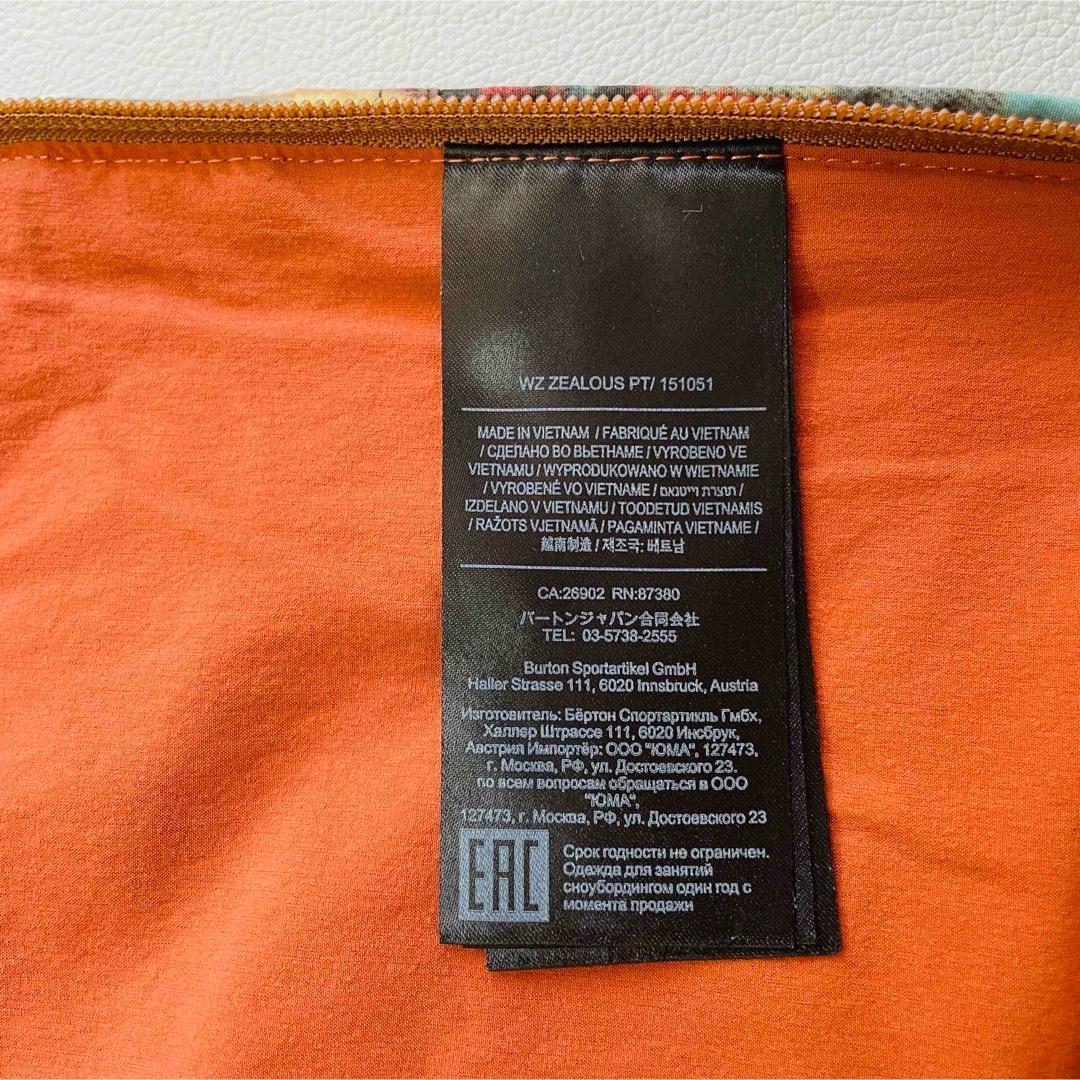 WZ ZEALOUS PT/ 151051
MADE IN VIETNAM / FABRIQUÉ AU VIETNAM
/ СДЕЛАНО ВО ВЬЕТНАМЕ / VYROBENO VE
VIETNAMU / WYPRODUKOWANO W WIETNAMIE
/ VYROBENÉ VO VIETNAME / תוצרת וייטנאם /
IZDELANO V VIETNAMU / TOODETUD VIETNAMIS
/ RAŽOTS VJETNAMĀ / PAGAMINTA VIETNAME /
越南制造 / 제조국: 베트남
CA:26902 RN:87380
バートンジャパン合同会社
TEL: 03-5738-2555
Burton Sportartikel GmbH
Haller Strasse 111, 6020 Innsbruck, Austria
Изготовитель: Бёртон Спортартикль Гмбх,
Халлер Штрассе 111, 6020 Инсбрук,
Австрия Импортёр: ООО "ЮМА", 127473,
г. Москва, РФ, ул. Достоевского 23.
по всем вопросам обращаться в ООО
"ЮМА",
127473, г. Москва, РФ, ул. Достоевского 23
EAC
Срок годности не ограничен.
Одежда для занятий
сноубордингом один год с
момента продажи